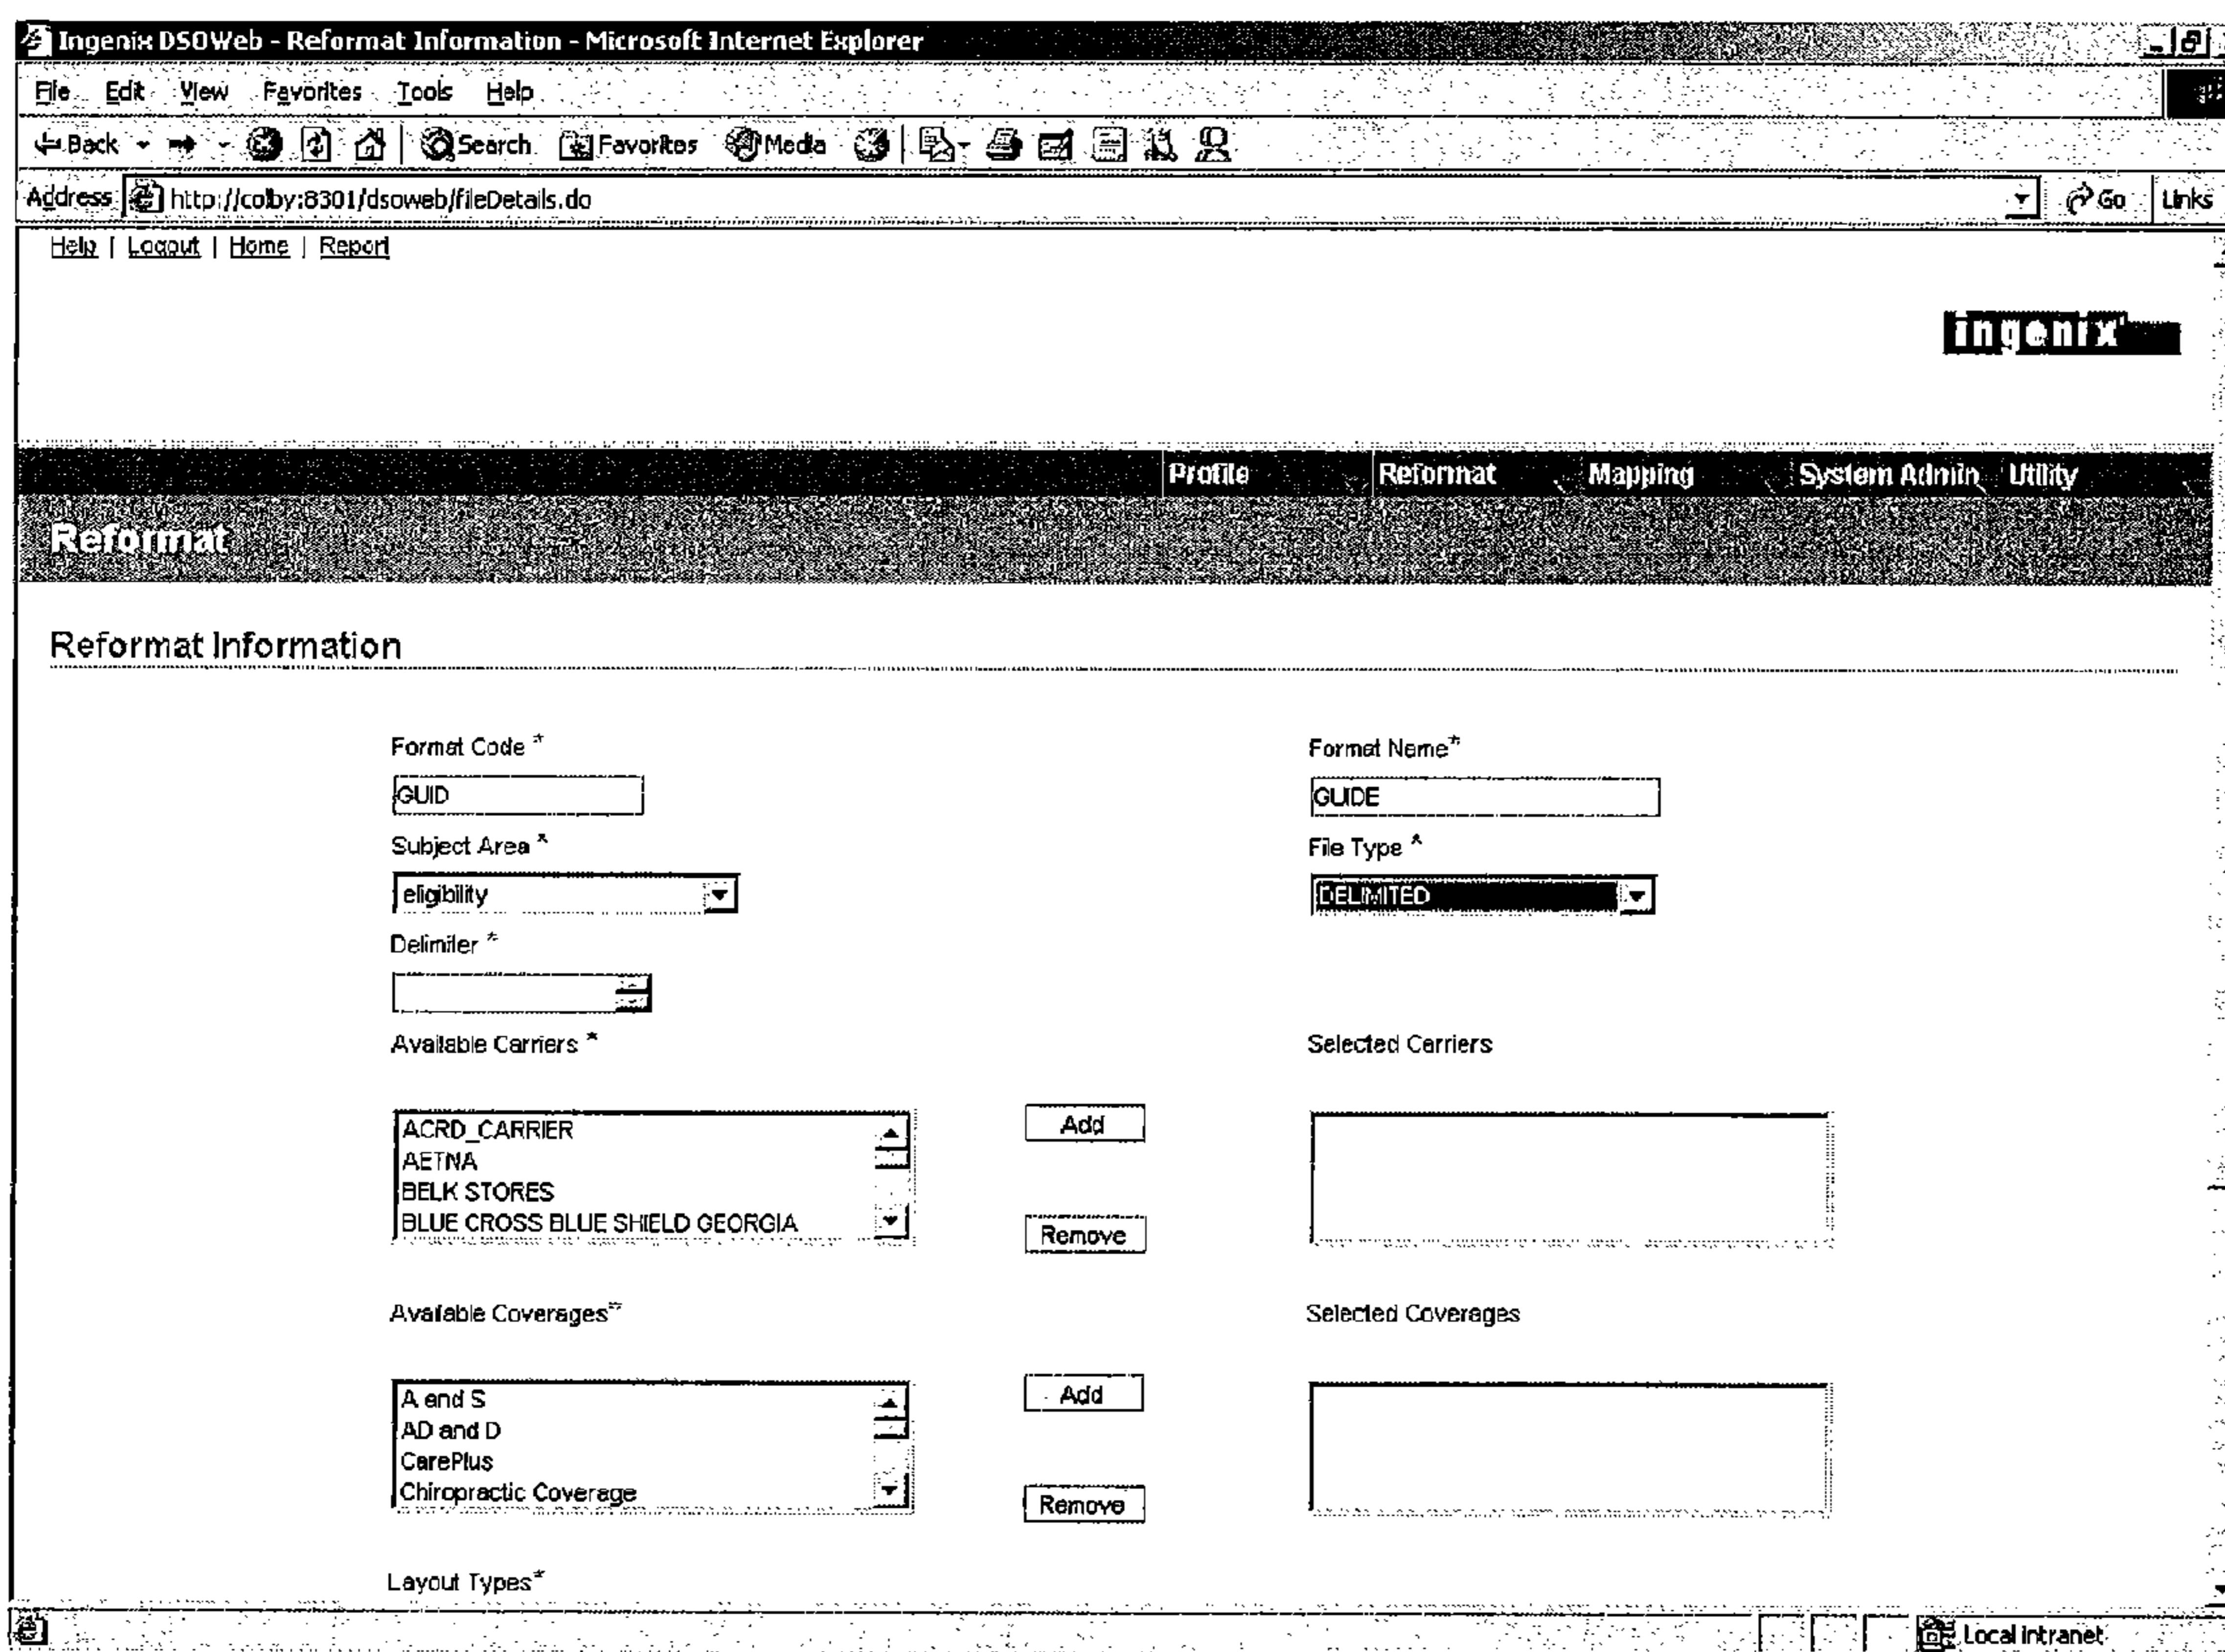 Ingenix DSOWeb - Reformat Information - Microsoft Internet Explorer
File Edit View Favorites Tools Help
Back Search Favorites Media
Address http://colby:8301/dsoweb/fileDetails.do Go Links
Help | Logout | Home | Report
ingenix
Profile Reformat Mapping System Admin Utility
Reformat
Reformat Information
Format Code * Format Name*
GUID GUIDE
Subject Area * File Type *
eligibility DELIMITED
Delimiter *
Available Carriers * Selected Carriers
ACRD_CARRIER Add
AETNA
BELK STORES
BLUE CROSS BLUE SHIELD GEORGIA Remove
Available Coverages* Selected Coverages
A and S Add
AD and D
CarePlus
Chiropractic Coverage Remove
Layout Types*
Local intranet